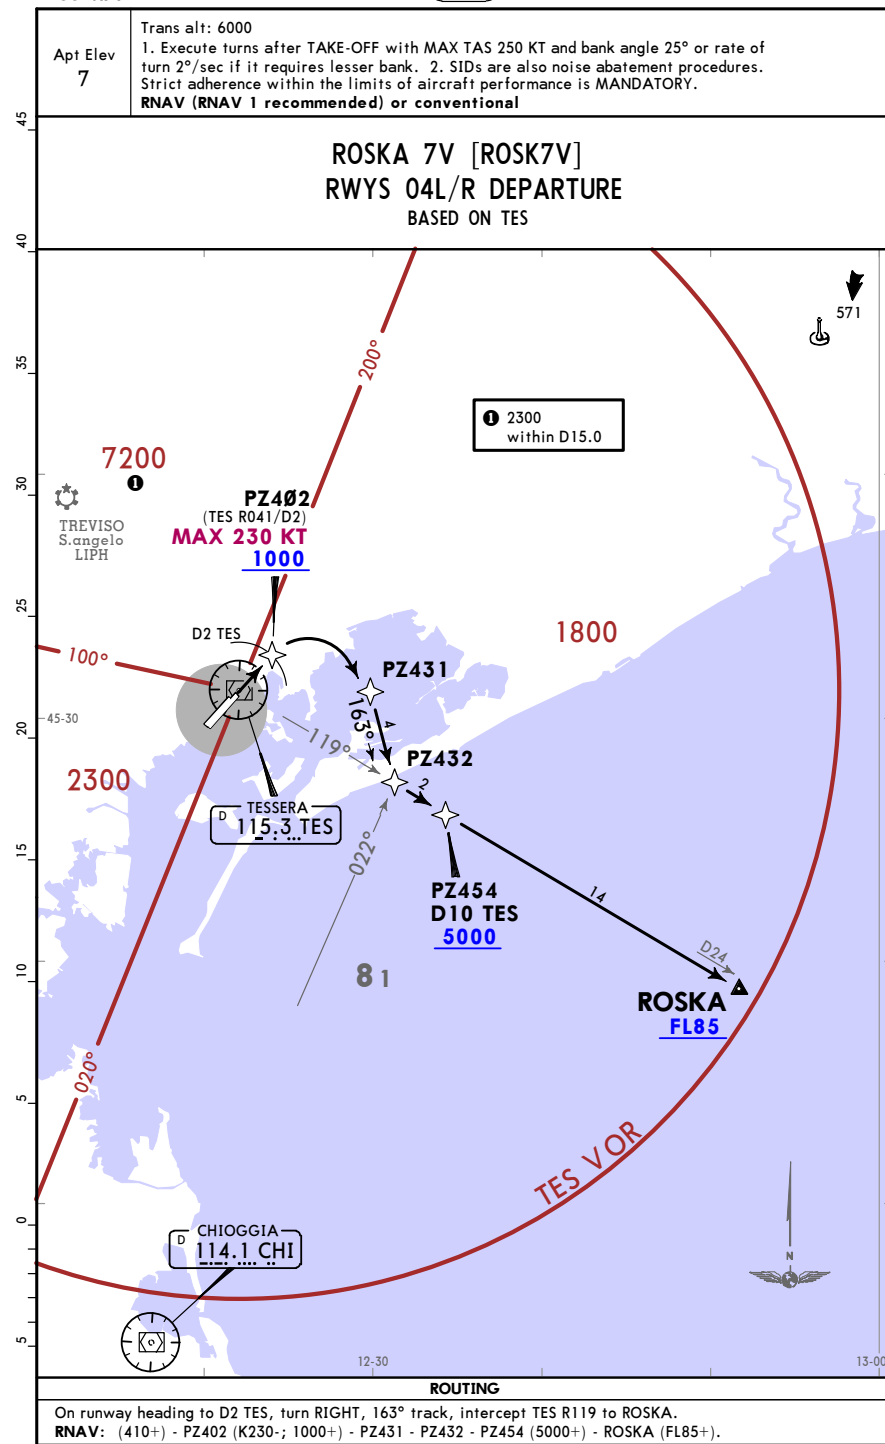 Trans alt: 6000
Apt Elev
7
1. Execute turns after TAKE-OFF with MAX TAS 250 KT and bank angle 25° or rate of
turn 2°/sec if it requires lesser bank. 2. SIDs are also noise abatement procedures.
Strict adherence within the limits of aircraft performance is MANDATORY.
RNAV (RNAV 1 recommended) or conventional
ROSKA 7V [ROSK7V]
RWYS 04L/R DEPARTURE
BASED ON TES
45
40
35
30
25
20
15
10
5
0
5
571
200°
❶ 2300
within D15.0
7200
❶
TREVISO
S.angelo
LIPH
PZ4Ø2
(TES R041/D2)
MAX 230 KT
1000
D2 TES
1800
100°
PZ431
163°
4
45-30
119°
PZ432
2300
2
TESSERA
D 115.3 TES
022°
PZ454
D10 TES
5000
14
D24
8 1
ROSKA
FL85
020°
TES VOR
CHIOGGIA
D 114.1 CHI
N
12-30
13-00
ROUTING
On runway heading to D2 TES, turn RIGHT, 163° track, intercept TES R119 to ROSKA.
RNAV: (410+) - PZ402 (K230-; 1000+) - PZ431 - PZ432 - PZ454 (5000+) - ROSKA (FL85+).